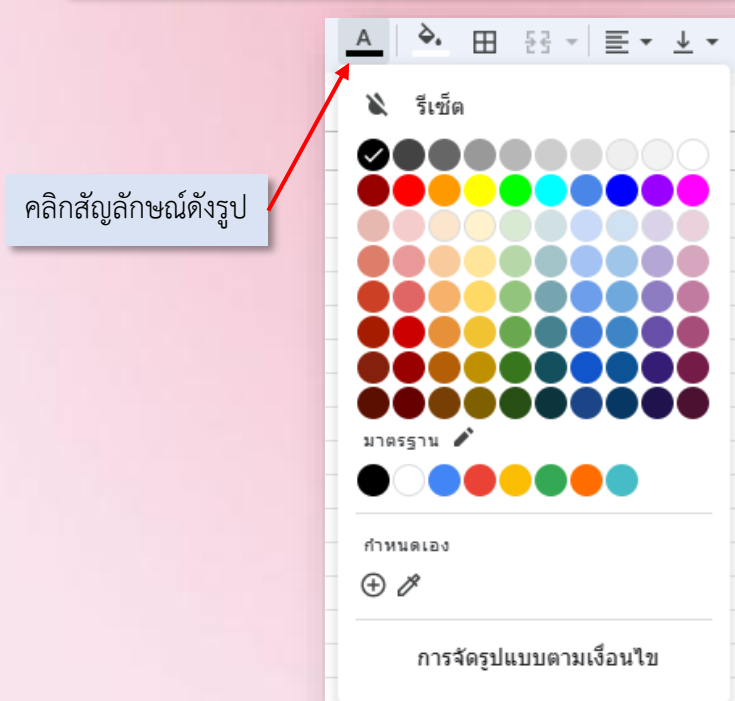 A
รีเซ็ต
คลิกสัญลักษณ์ดังรูป
มาตรฐาน
กำหนดเอง
การจัดรูปแบบตามเงื่อนไข